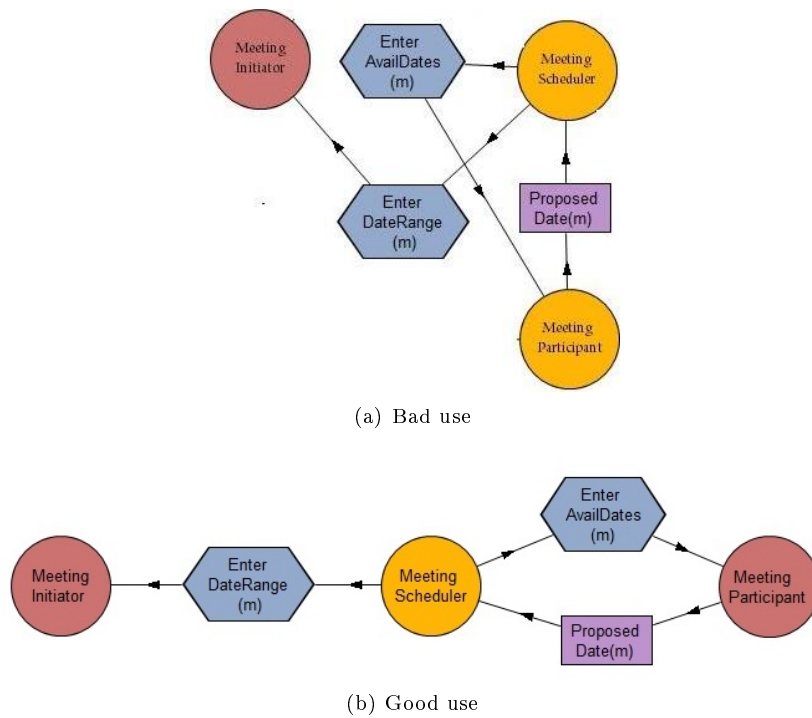 Meeting
Initiator
Enter
AvailDates
(m)
Meeting
Scheduler
Enter
DateRange
(m)
Proposed
Date(m)
Meeting
Participant
(a) Bad use
Meeting
Initiator
Enter
DateRange
(m)
Meeting
Scheduler
Enter
AvailDates
(m)
Proposed
Date(m)
Meeting
Participant
(b) Good use